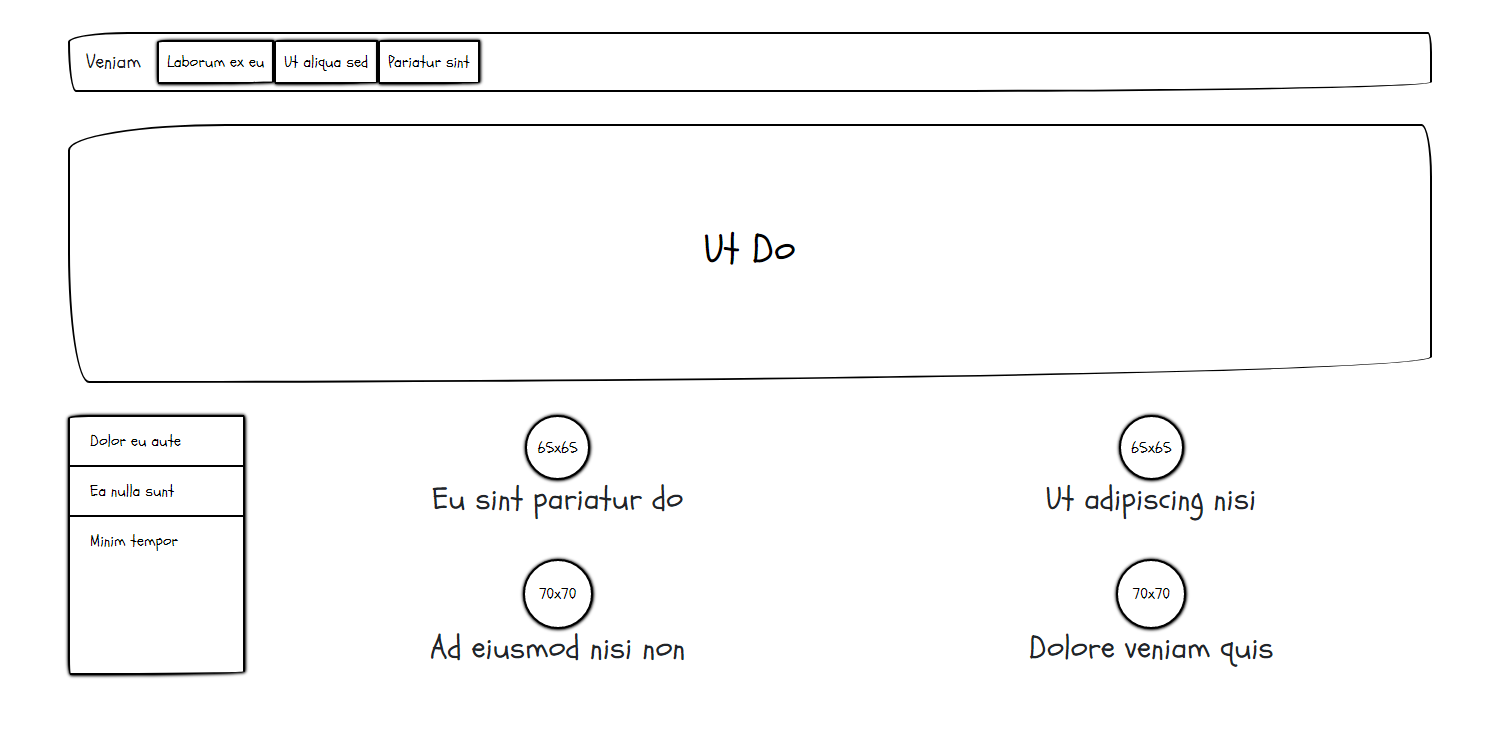 Veniam Laborum ex eu Ut aliqua sed Pariatur sint
Ut Do
Dolor eu aute
Ea nulla sunt
Minim tempor
65x65
Eu sint pariatur do
65x65
Ut adipiscing nisi
70x70
Ad eiusmod nisi non
70x70
Dolore veniam quis